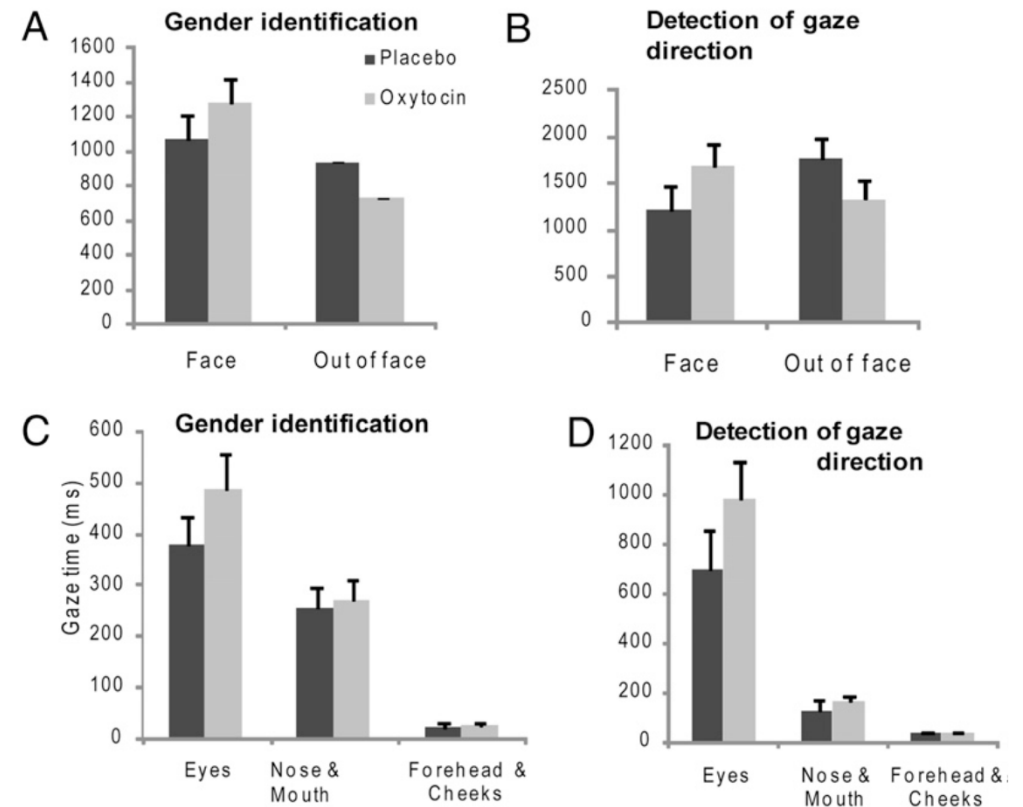 A
Gender identification
1600
1400
1200
1000
800
600
400
200
0
Placebo
Oxytocin
Face
Out of face
B
Detection of gaze
direction
2500
2000
1500
1000
500
0
Face
Out of face
C
Gender identification
Gaze time (ms)
600
500
400
300
200
100
0
Eyes
Nose &
Mouth
Forehead &
Cheeks
D
Detection of gaze
direction
1200
1000
800
600
400
200
0
Eyes
Nose &
Mouth
Forehead &
Cheeks